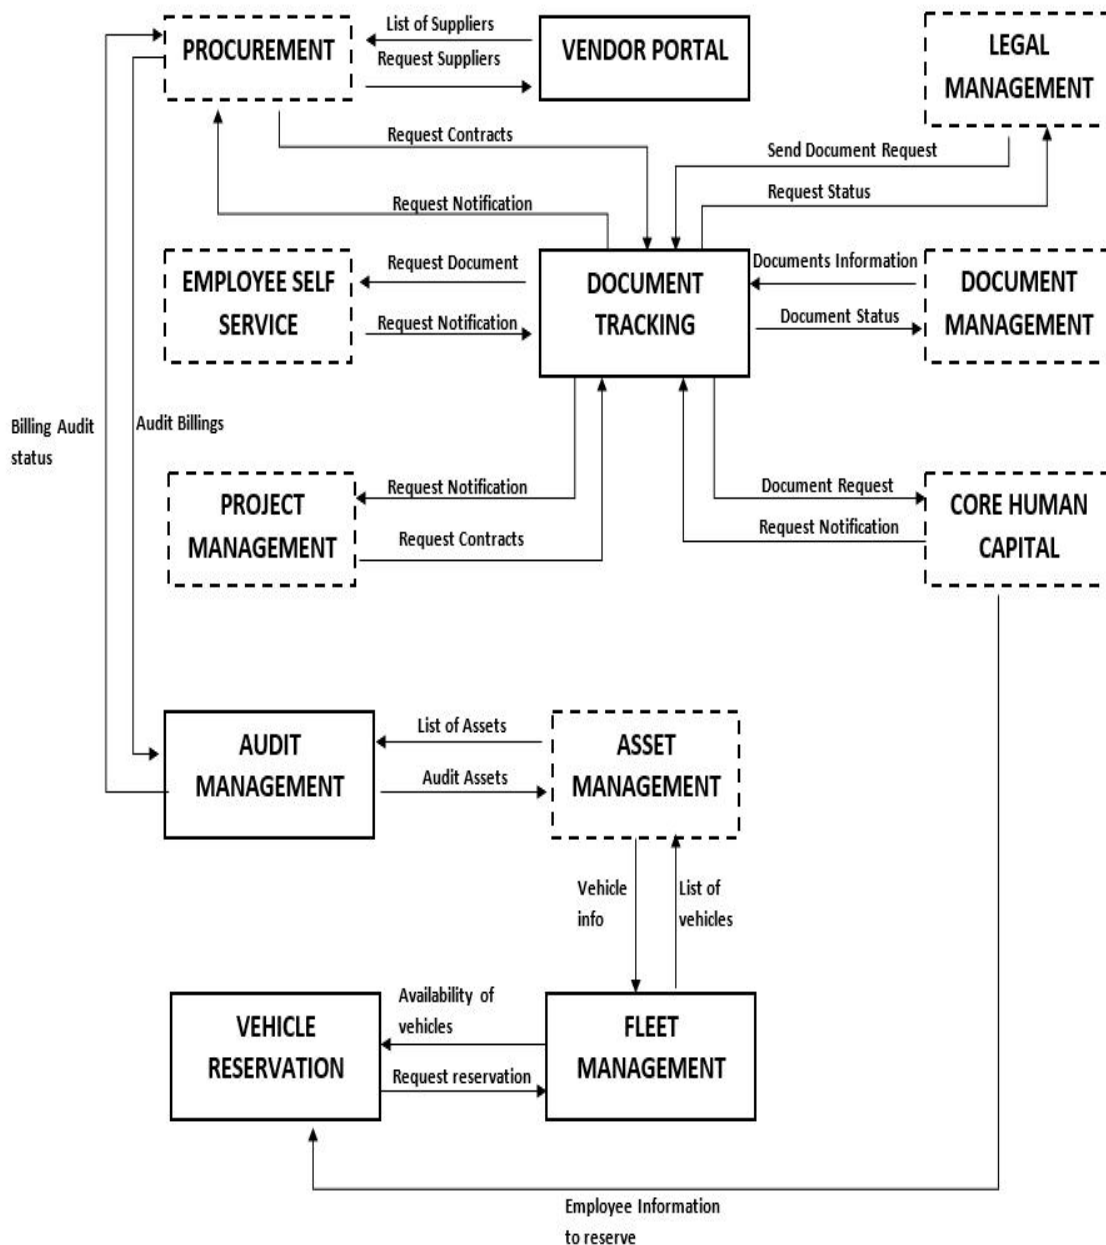 List of Suppliers
PROCUREMENT
VENDOR PORTAL
Request Suppliers
LEGAL
MANAGEMENT
Request Contracts
Send Document Request
Request Status
Request Notification
EMPLOYEE SELF
SERVICE
Request Document
Request Notification
DOCUMENT
TRACKING
Documents Information
Document Status
DOCUMENT
MANAGEMENT
Billing Audit
status
Audit Billings
PROJECT
MANAGEMENT
Request Notification
Request Contracts
Document Request
Request Notification
CORE HUMAN
CAPITAL
AUDIT
MANAGEMENT
List of Assets
Audit Assets
ASSET
MANAGEMENT
Vehicle
info
List of
vehicles
VEHICLE
RESERVATION
Availability of
vehicles
Request reservation
FLEET
MANAGEMENT
Employee Information
to reserve